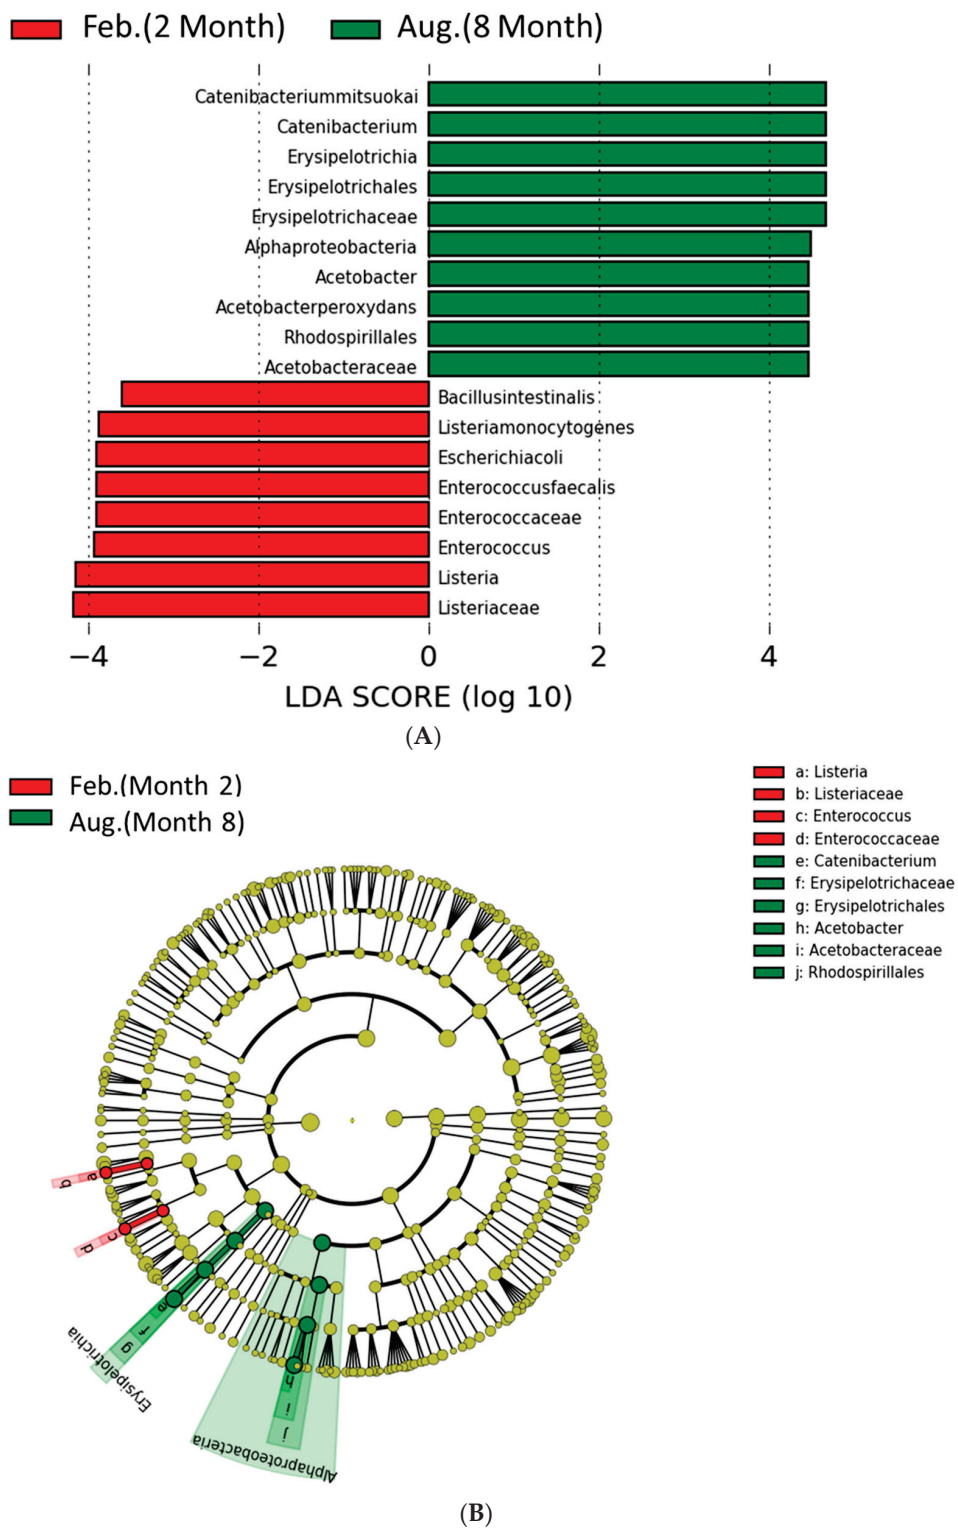 Feb.(2 Month) Aug.(8 Month)
Catenibacteriummitsuokai
Catenibacterium
Erysipelotrichia
Erysipelotrichales
Erysipelotrichaceae
Alphaproteobacteria
Acetobacter
Acetobacterperoxydans
Rhodospirillales
Acetobacteraceae
Bacillusintestinalis
Listeriamonocytogenes
Escherichiacoli
Enterococcusfaecalis
Enterococcaceae
Enterococcus
Listeria
Listeriaceae
−4 −2 0 2 4
LDA SCORE (log 10)
(A)
Feb.(Month 2)
Aug.(Month 8)
a: Listeria
b: Listeriaceae
c: Enterococcus
d: Enterococcaceae
e: Catenibacterium
f: Erysipelotrichaceae
g: Erysipelotrichales
h: Acetobacter
i: Acetobacteraceae
j: Rhodospirillales
a
b
c
d
e
f
g
Erysipelotrichia
h
i
j
Alphaproteobacteria
(B)